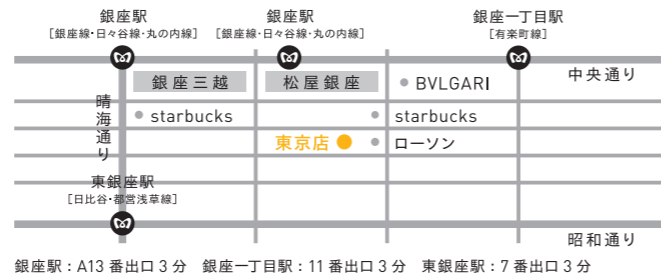 銀座駅
[銀座線・日々谷線・丸の内線]
銀座駅
[銀座線・日々谷線・丸の内線]
銀座一丁目駅
[有楽町線]
中央通り
銀座三越
松屋銀座
BVLGARI
晴海通り
starbucks
starbucks
東京店
ローソン
東銀座駅
[日比谷・都営浅草線]
昭和通り
銀座駅：A13 番出口 3 分 銀座一丁目駅：11 番出口 3 分 東銀座駅：7 番出口 3 分